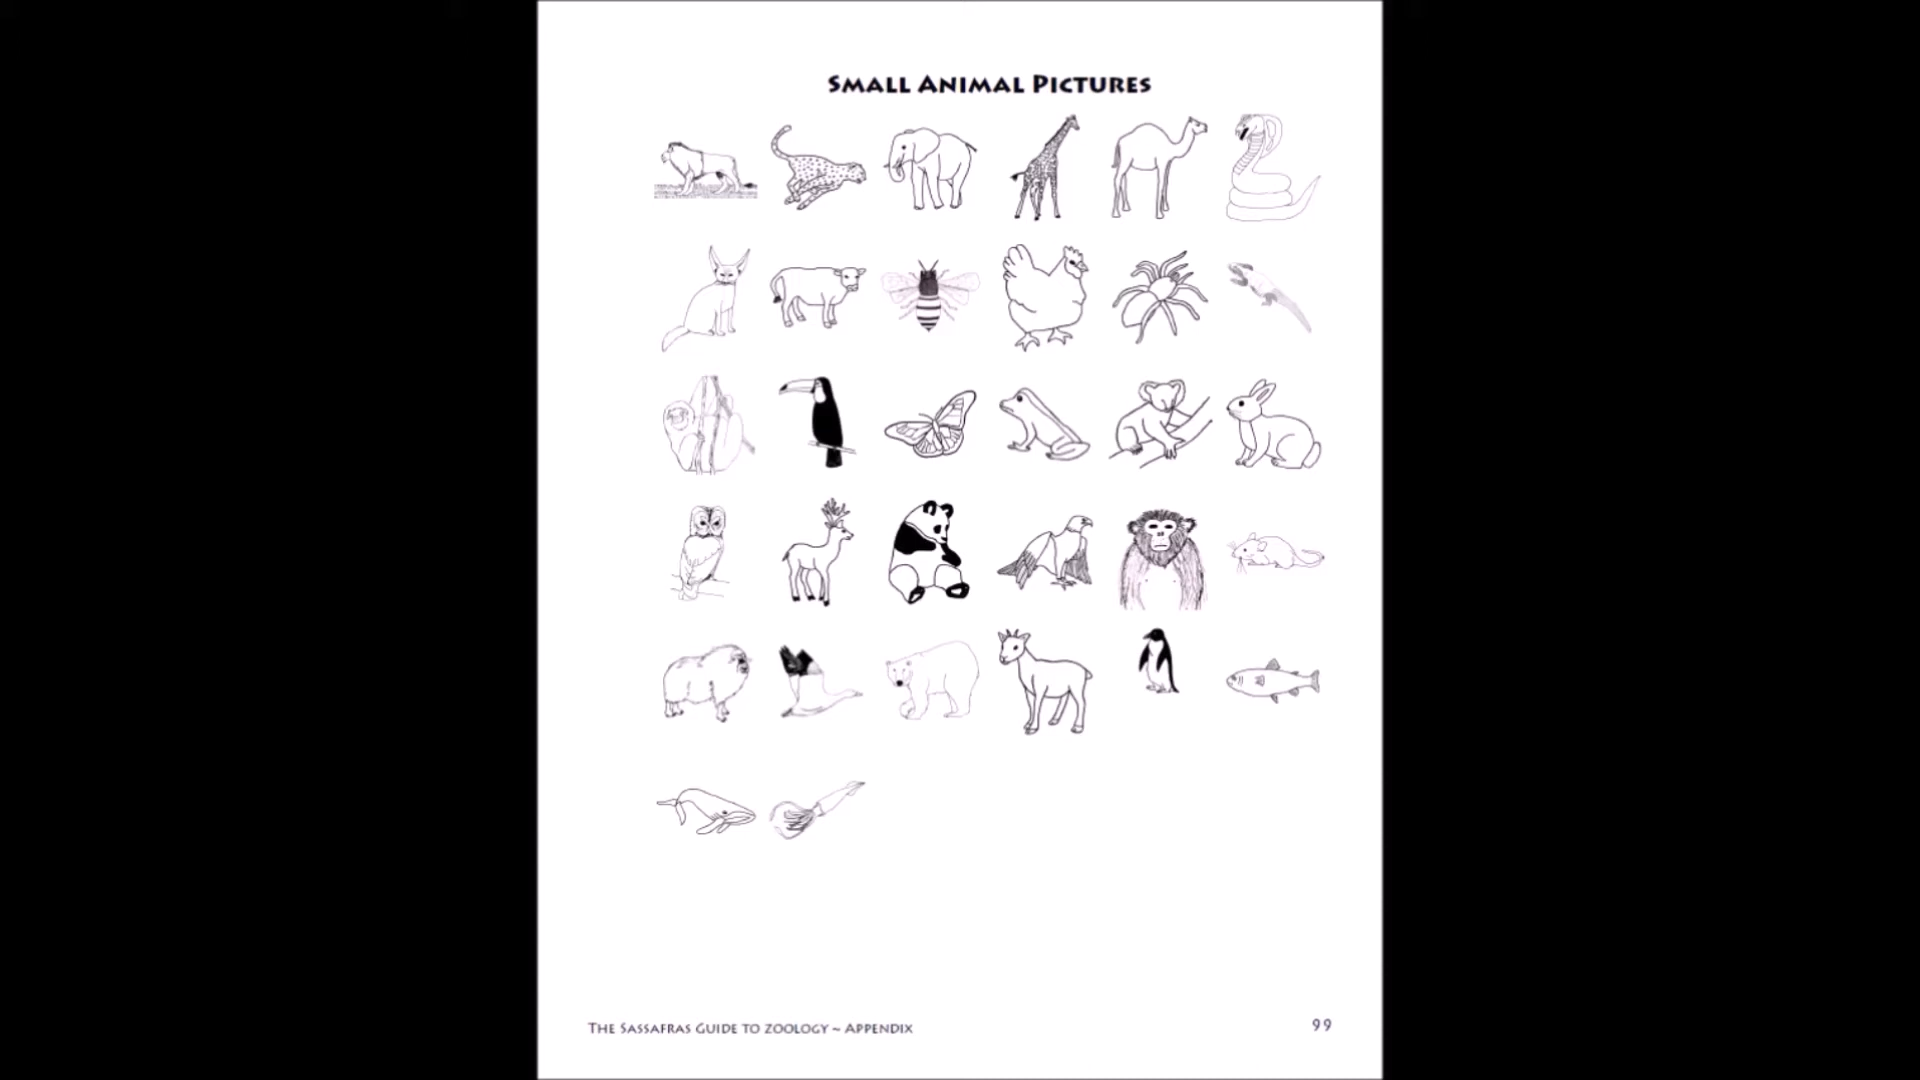 SMALL ANIMAL PICTURES
THE SASSAFRAS GUIDE TO ZOOLOGY ~ APPENDIX
99